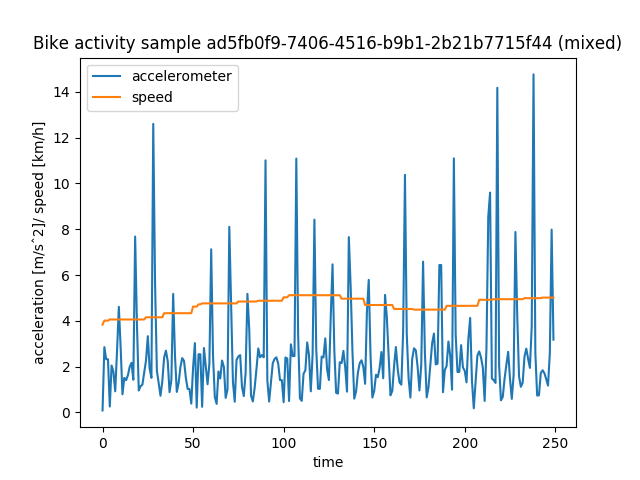 Bike activity sample ad5fb0f9-7406-4516-b9b1-2b21b7715f44 (mixed)
accelerometer
speed
acceleration [m/s^2]/ speed [km/h]
14
12
10
8
6
4
2
0
0
50
100
150
200
250
time